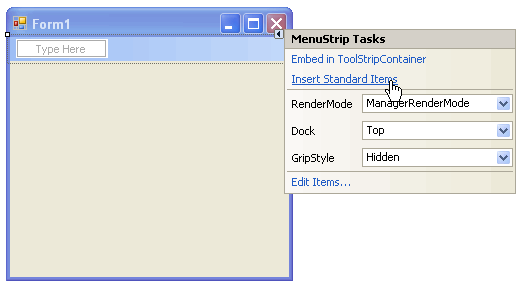 Form1
Type Here
MenuStrip Tasks
Embed in ToolStripContainer
Insert Standard Items
RenderMode ManagerRenderMode
Dock Top
GripStyle Hidden
Edit Items...